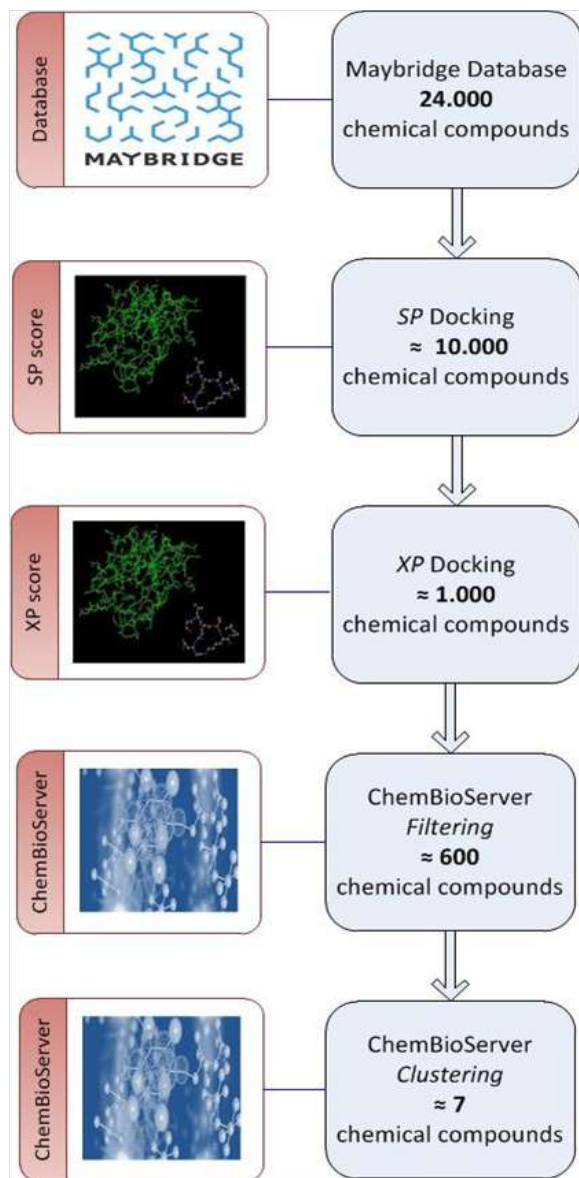 Database
MAYBRIDGE
Maybridge Database
24.000
chemical compounds
SP score
SP Docking
≈ 10.000
chemical compounds
XP score
XP Docking
≈ 1.000
chemical compounds
ChemBioServer
ChemBioServer
Filtering
≈ 600
chemical compounds
ChemBioServer
ChemBioServer
Clustering
≈ 7
chemical compounds